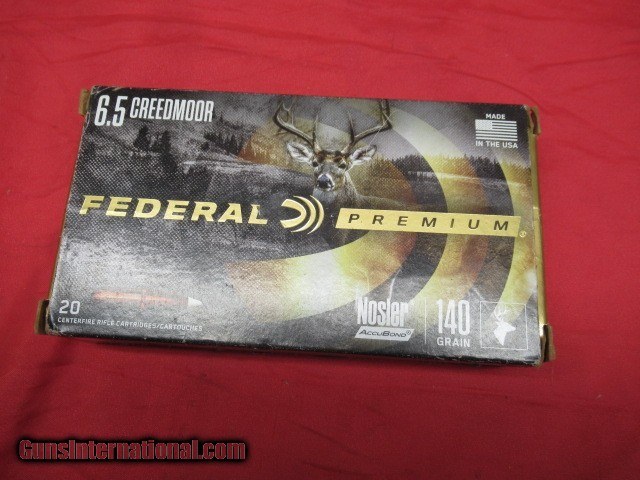 6.5 CREEDMOOR
MADE
IN THE USA
FEDERAL PREMIUM®
20
CENTERFIRE RIFLE CARTRIDGES/CARTOUCHES
Nosler
ACCUBOND
140
GRAIN
GunsInternational.com